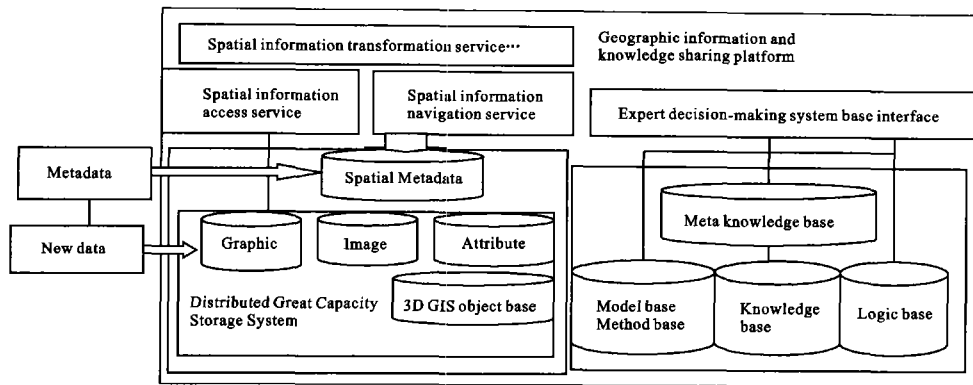 Spatial information transformation service···
Geographic information and
knowledge sharing platform
Spatial information
access service
Spatial information
navigation service
Expert decision-making system base interface
Metadata
Spatial Metadata
New data
Graphic
Image
Attribute
Meta knowledge base
Distributed Great Capacity
Storage System
3D GIS object base
Model base
Method base
Knowledge
base
Logic base